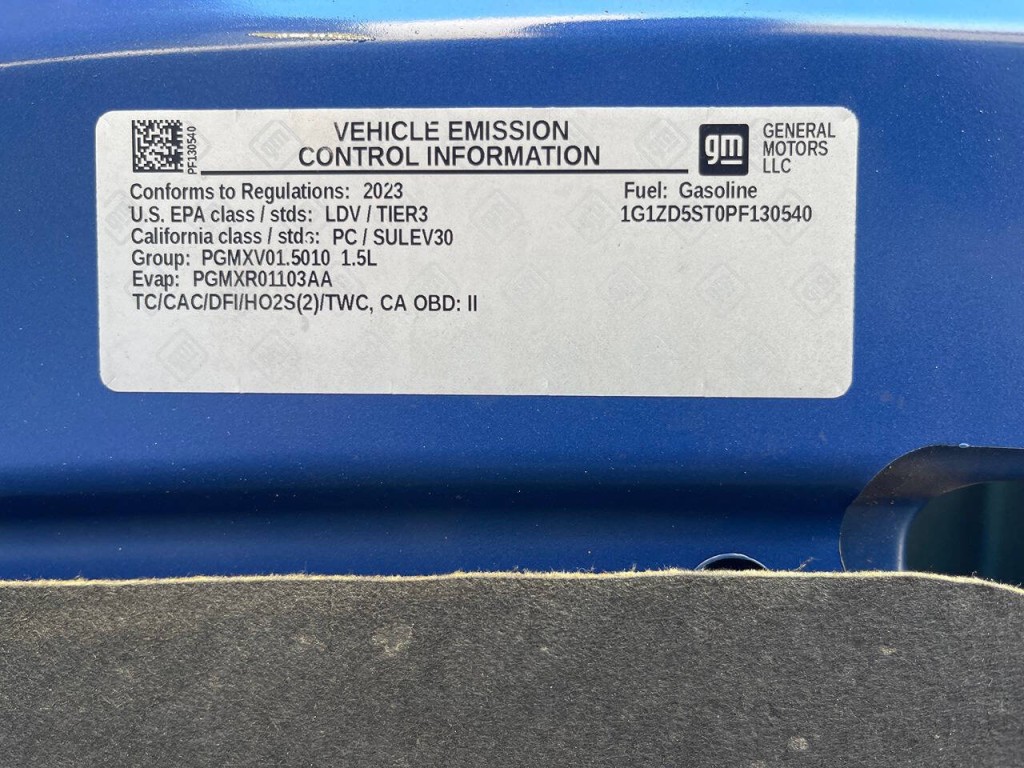 PF130540
VEHICLE EMISSION
CONTROL INFORMATION
gm
GENERAL
MOTORS
LLC
Conforms to Regulations: 2023
Fuel: Gasoline
U.S. EPA class / stds: LDV / TIER3
1G1ZD5ST0PF130540
California class / stds: PC / SULEV30
Group: PGMXV01.5010 1.5L
Evap: PGMXR01103AA
TC/CAC/DFI/HO2S(2)/TWC, CA OBD: II